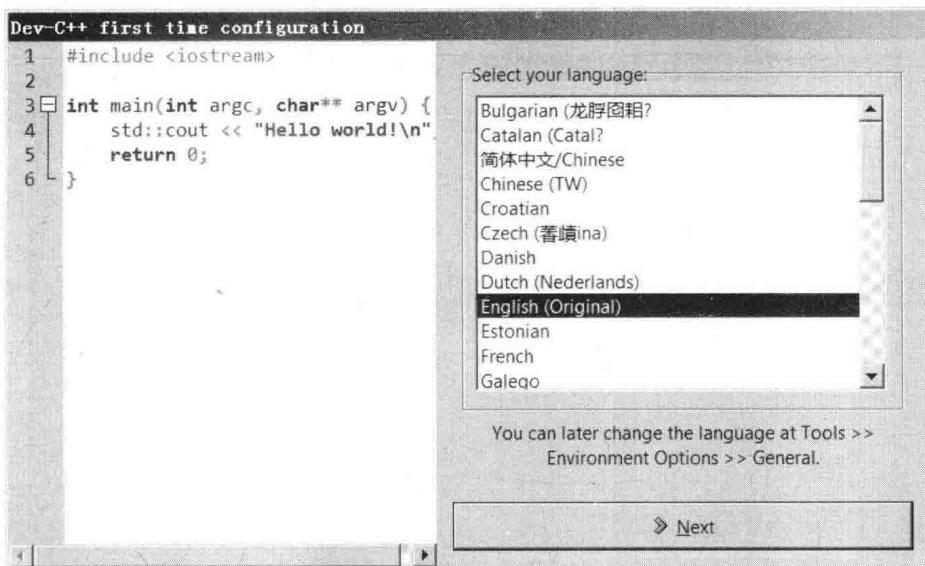 Dev-C++ first time configuration
1 #include <iostream>
2
3 int main(int argc, char** argv) {
4 std::cout << "Hello world!\n"
5 return 0;
6 }
Select your language:
Bulgarian (龙脬囵耜?
Catalan (Catal?
简体中文/Chinese
Chinese (TW)
Croatian
Czech (萫嶿ina)
Danish
Dutch (Nederlands)
English (Original)
Estonian
French
Galego
You can later change the language at Tools >>
Environment Options >> General.
Next